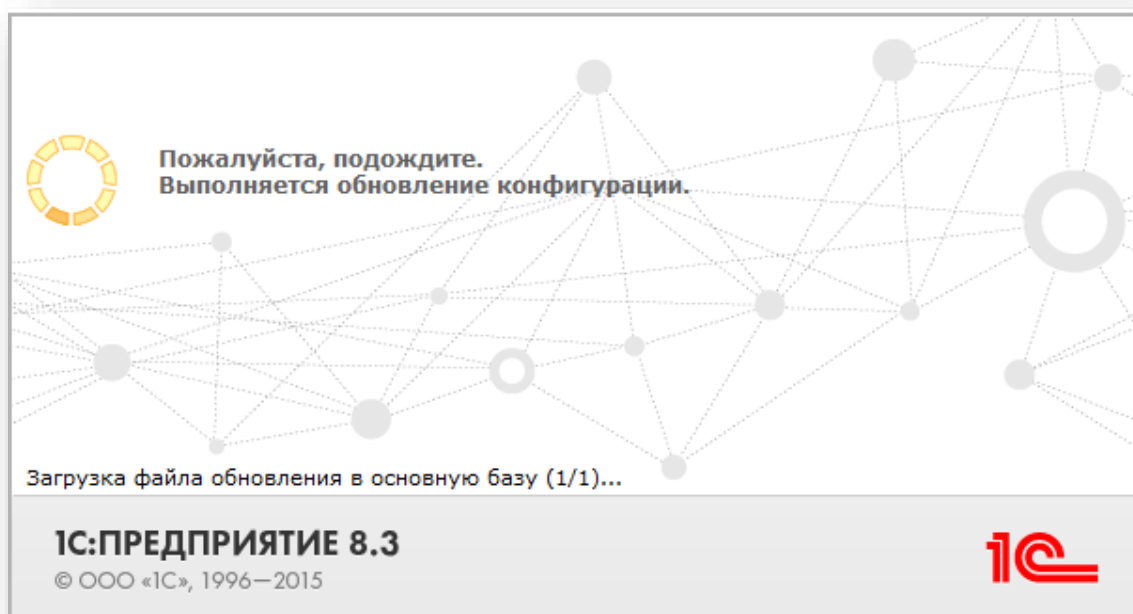 Пожалуйста, подождите.
Выполняется обновление конфигурации.
Загрузка файла обновления в основную базу (1/1)...
1С:ПРЕДПРИЯТИЕ 8.3
© ООО «1С», 1996—2015
1С